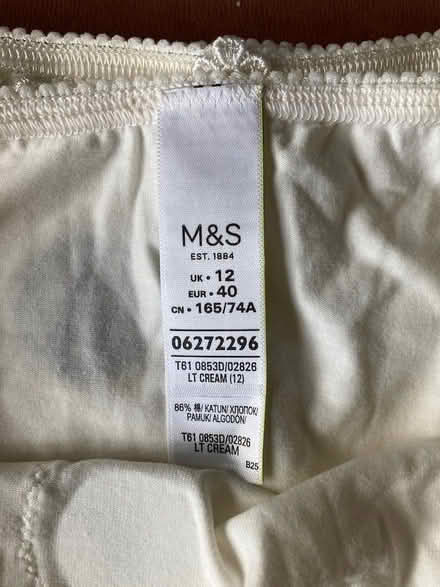 M&S
EST. 1884
UK • 12
EUR • 40
CN • 165/74A
06272296
T61 0853D/02826
LT CREAM (12)
86% 棉/ KATUN/ ХЛОПОК/
PAMUK/ ALGODÓN/
T61 0853D/02826
LT CREAM
B25